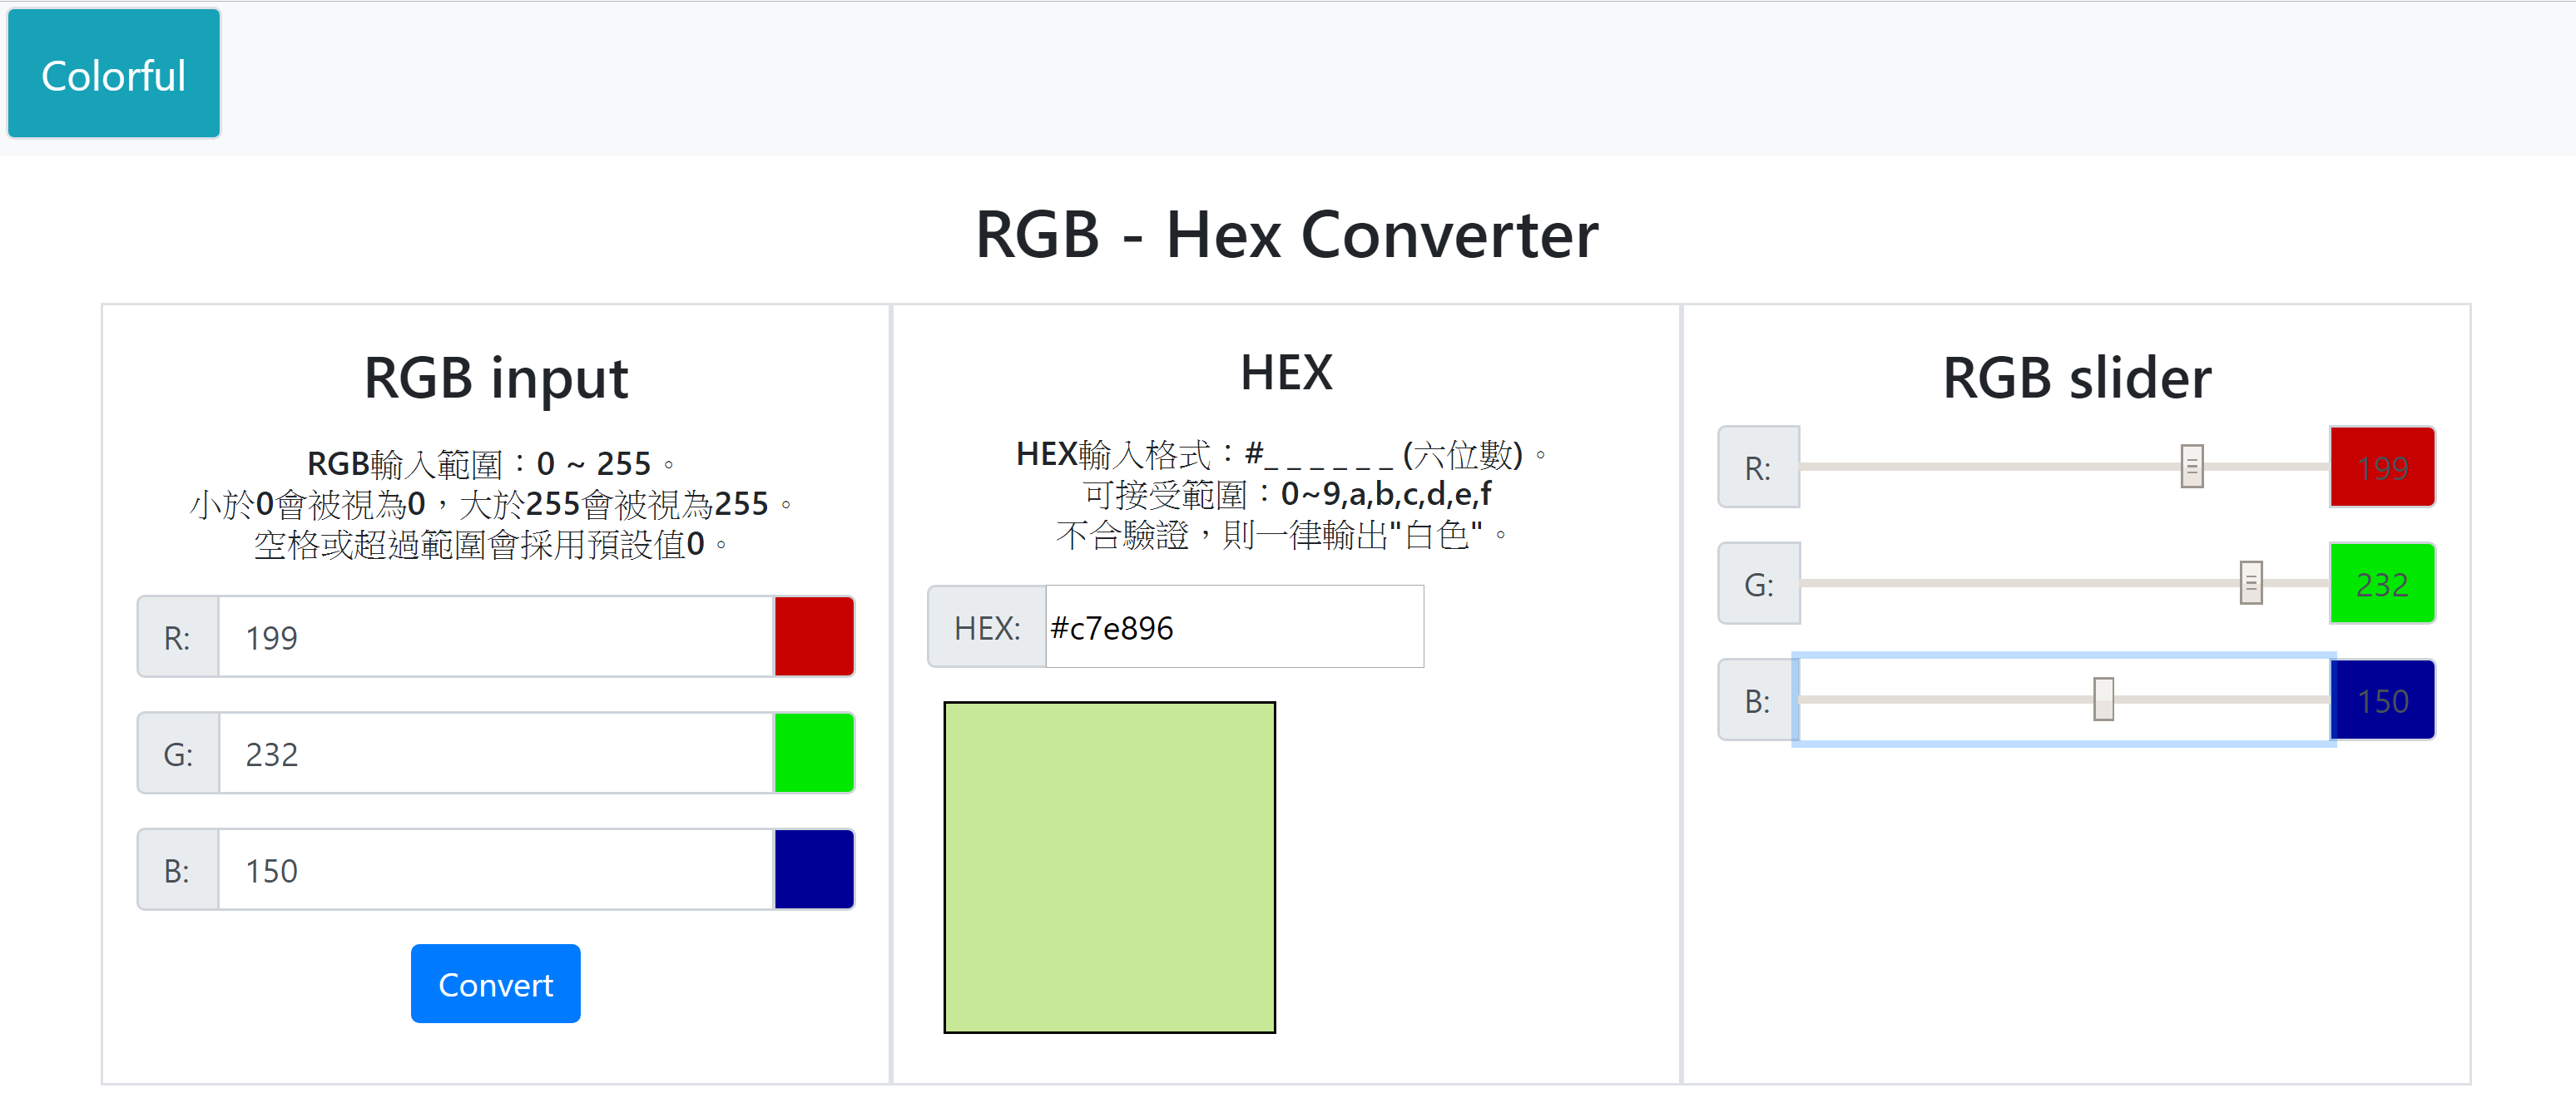 Colorful
RGB - Hex Converter
RGB input
RGB輸入範圍：0 ~ 255。
小於0會被視為0，大於255會被視為255。
空格或超過範圍會採用預設值0。
R: 199
G: 232
B: 150
Convert
HEX
HEX輸入格式：#_ _ _ _ _ _ (六位數)。
可接受範圍：0~9,a,b,c,d,e,f
不合驗證，則一律輸出"白色"。
HEX: #c7e896
RGB slider
R: 199
G: 232
B: 150